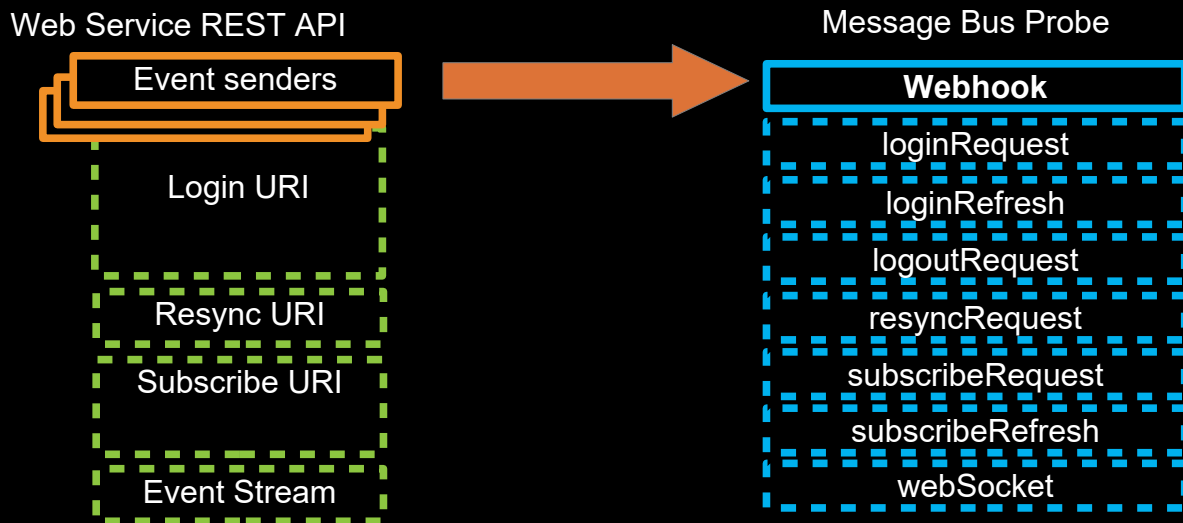 Web Service REST API
Event senders
Login URI
Resync URI
Subscribe URI
Event Stream
Message Bus Probe
Webhook
loginRequest
loginRefresh
logoutRequest
resyncRequest
subscribeRequest
subscribeRefresh
webSocket